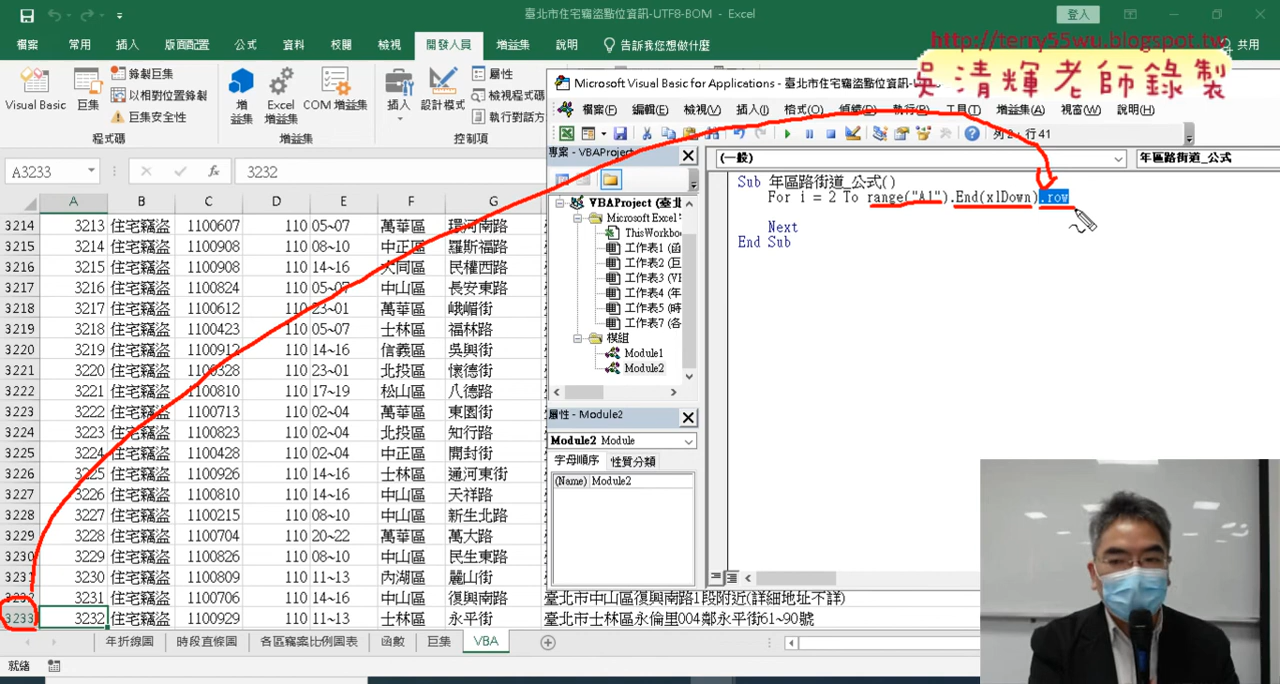 臺北市住宅竊盜點位資訊-UTF8-BOM - Excel
登入
檔案 常用 插入 版面配置 公式 資料 校閱 檢視 開發人員 增益集 說明 告訴我您想做什麼 共用
http://terry55wu.blogspot.tw
吳清輝老師錄製
Visual Basic 巨集 錄製巨集 以相對位置錄製 巨集安全性
程式碼
增益集 Excel 增益集 COM 增益集
增益集
插入 設計模式 屬性 檢視程式碼 執行對話方
控制項
A3233 3232
A B C D E F G
3214 3213 住宅竊盜 1100607 110 05~07 萬華區 環河南路
3215 3214 住宅竊盜 1100908 110 08~10 中正區 羅斯福路
3216 3215 住宅竊盜 1100908 110 14~16 大同區 民權西路
3217 3216 住宅竊盜 1100824 110 05~07 中山區 長安東路
3218 3217 住宅竊盜 1100612 110 23~01 萬華區 峨嵋街
3219 3218 住宅竊盜 1100423 110 05~07 士林區 福林路
3220 3219 住宅竊盜 1100912 110 14~16 信義區 吳興街
3221 3220 住宅竊盜 1100328 110 23~01 北投區 懷德街
3222 3221 住宅竊盜 1100810 110 17~19 松山區 八德路
3223 3222 住宅竊盜 1100713 110 02~04 萬華區 東園街
3224 3223 住宅竊盜 1100823 110 02~04 北投區 知行路
3225 3224 住宅竊盜 1100428 110 02~04 中正區 開封街
3226 3225 住宅竊盜 1100926 110 14~16 士林區 通河東街
3227 3226 住宅竊盜 1100810 110 14~16 中山區 天祥路
3228 3227 住宅竊盜 1100215 110 08~10 中山區 新生北路
3229 3228 住宅竊盜 1100704 110 20~22 萬華區 萬大路
3230 3229 住宅竊盜 1100826 110 08~10 中山區 民生東路
3231 3230 住宅竊盜 1100809 110 11~13 內湖區 麗山街
3232 3231 住宅竊盜 1100706 110 14~16 中山區 復興南路 臺北市中山區復興南路1段附近(詳細地址不詳)
3233 3232 住宅竊盜 1100929 110 11~13 士林區 永平街 臺北市士林區永倫里004鄰永平街61~90號
年折線圖 時段直條圖 各區竊案比例圖表 函數 巨集 VBA
就緒
Microsoft Visual Basic for Applications - 臺北市住宅竊盜點位資訊-U
檔案(F) 編輯(E) 檢視(V) 插入(I) 格式(O) 偵錯(D) 執行(R) 工具(T) 增益集(A) 視窗(W) 說明(H)
列 2, 行 41
專案 - VBAProject
VBAProject (臺
Microsoft Excel
ThisWorkbo
工作表1 (函
工作表2 (巨
工作表3 (VB
工作表4 (年
工作表5 (時
工作表7 (各
模組
Module1
Module2
屬性 - Module2
Module2 Module
字母順序 性質分類
(Name) Module2
(一般) 年區路街道_公式
Sub 年區路街道_公式()
For i = 2 To range("A1").End(xlDown).row
Next
End Sub